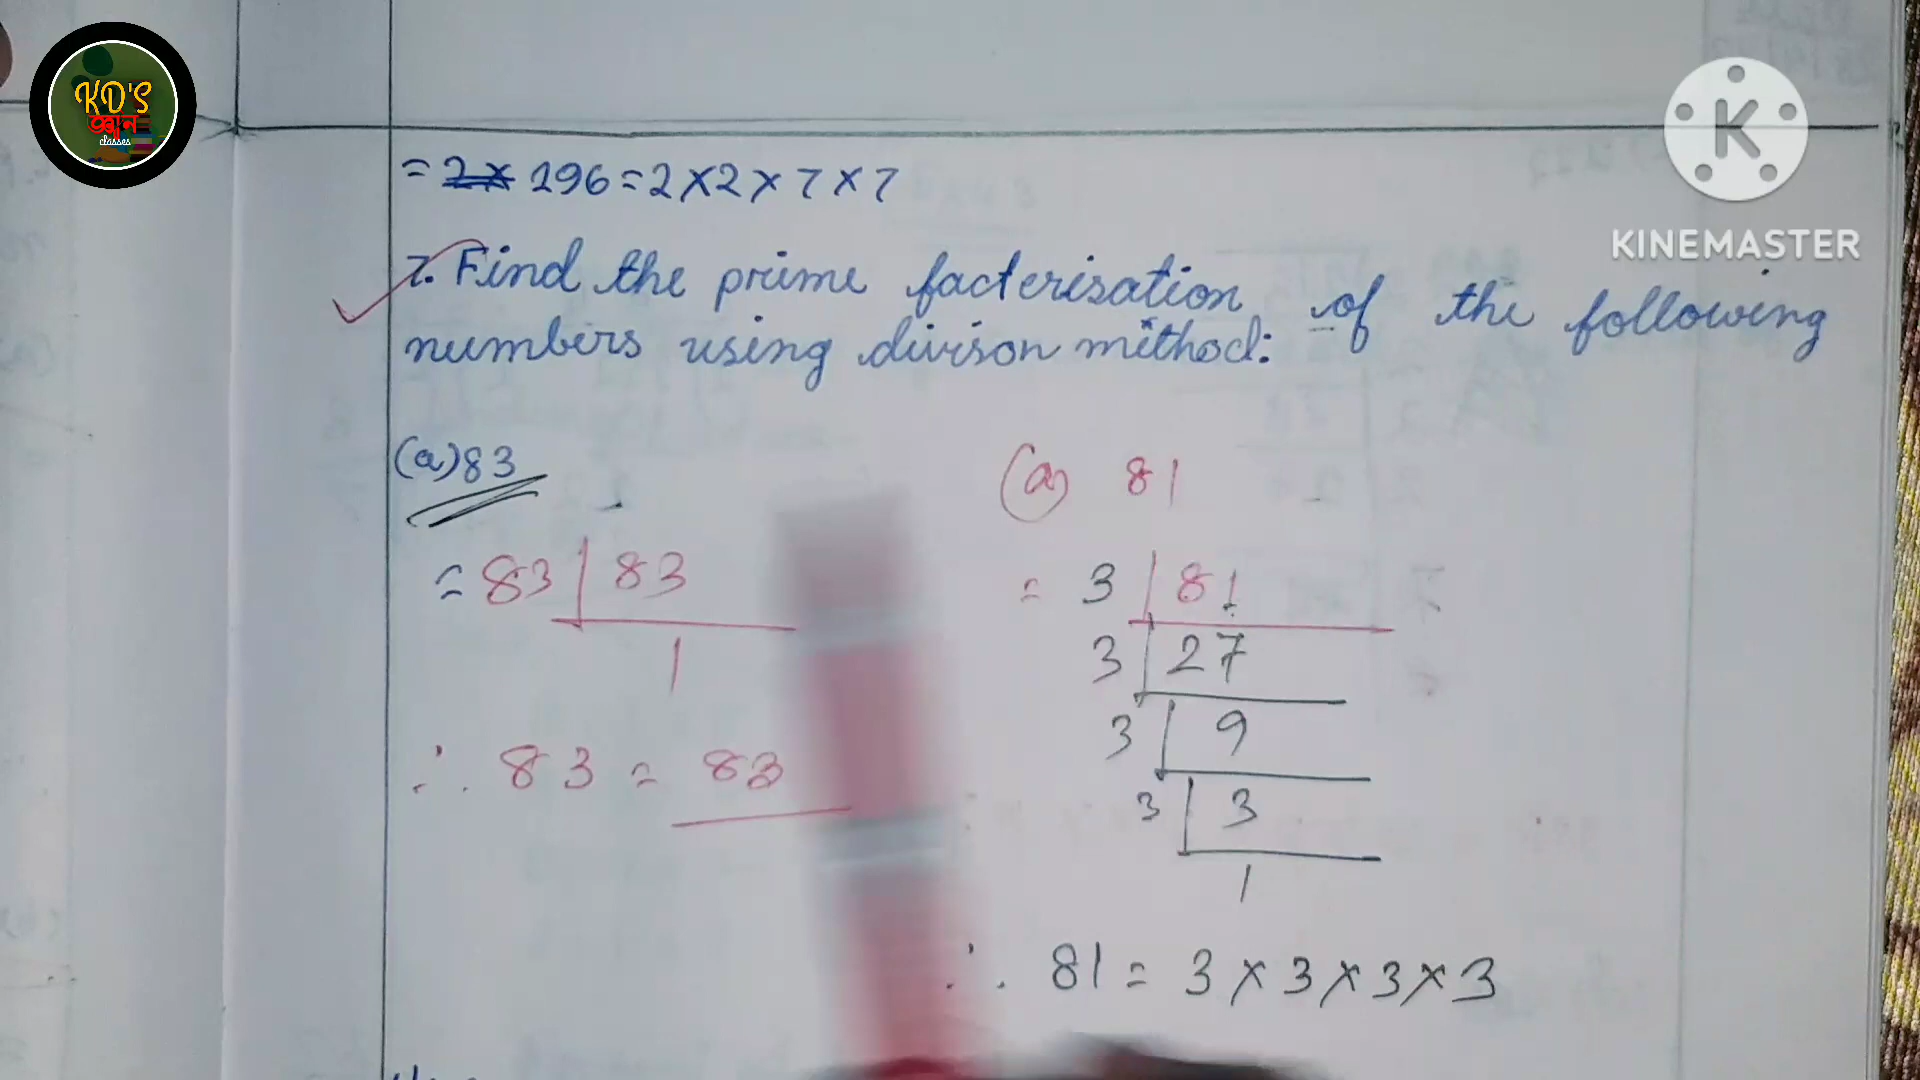 KD'S
জ্ঞান
classes
KINEMASTER
= 2× 196 = 2×2×7×7
7. Find the prime facterisation of the following
numbers using divison method:
(a) 83
= 83 | 83
1
∴ 83 = 83
(a) 81
= 3 | 81
3 | 27
3 | 9
3 | 3
1
∴ 81 = 3×3×3×3